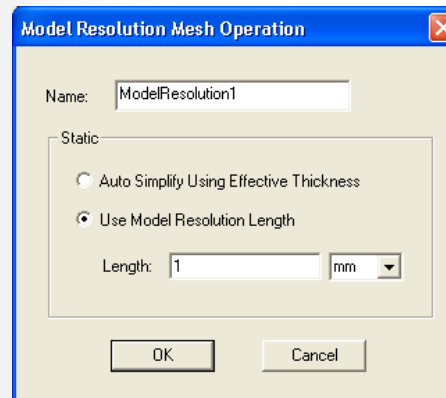 Model Resolution Mesh Operation
Name: ModelResolution1
Static
Auto Simplify Using Effective Thickness
Use Model Resolution Length
Length: 1 mm
OK Cancel